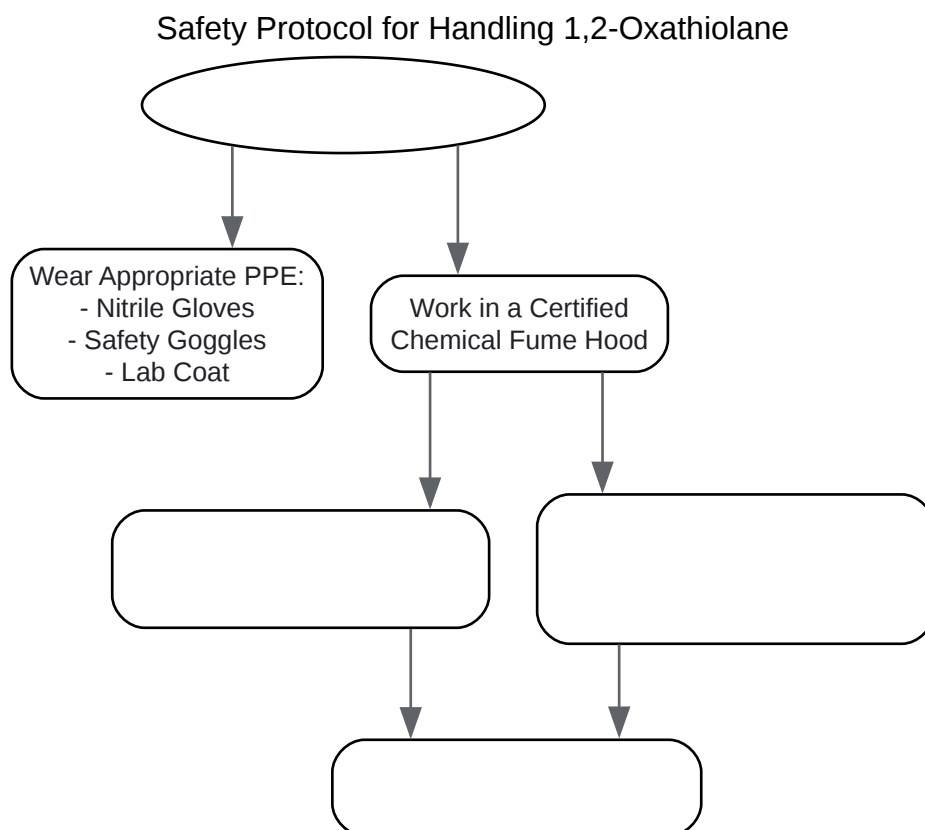 Safety Protocol for Handling 1,2-Oxathiolane
Wear Appropriate PPE:
- Nitrile Gloves
- Safety Goggles
- Lab Coat
Work in a Certified
Chemical Fume Hood